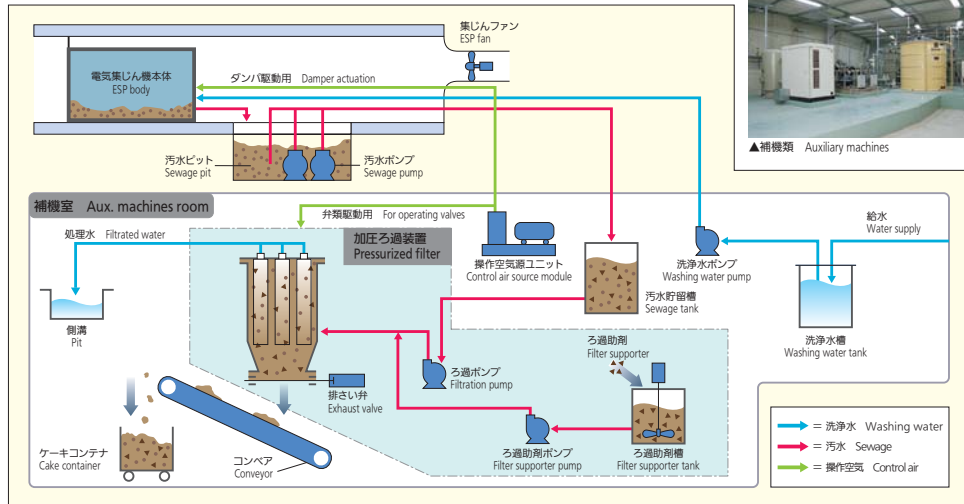 集じんファン
ESP fan
電気集じん機本体
ESP body
ダンパ駆動用 Damper actuation
汚水ピット
Sewage pit
汚水ポンプ
Sewage pump
▲補機類 Auxiliary machines
補機室 Aux. machines room
弁類駆動用 For operating valves
処理水 Filtrated water
加圧ろ過装置
Pressurized filter
操作空気源ユニット
Control air source module
洗浄水ポンプ
Washing water pump
給水
Water supply
側溝
Pit
汚水貯留槽
Sewage tank
洗浄水槽
Washing water tank
ろ過助剤
Filter supporter
ろ過ポンプ
Filtration pump
排さい弁
Exhaust valve
ケーキコンテナ
Cake container
コンベア
Conveyor
ろ過助剤ポンプ
Filter supporter pump
ろ過助剤槽
Filter supporter tank
= 洗浄水 Washing water
= 汚水 Sewage
= 操作空気 Control air